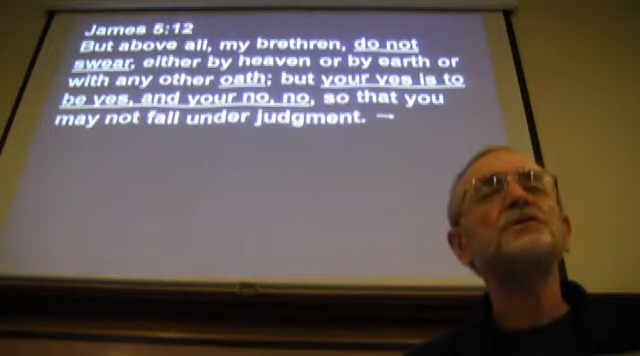 James 5:12
But above all, my brethren, do not
swear, either by heaven or by earth or
with any other oath; but your yes is to
be yes, and your no, no, so that you
may not fall under judgment. →